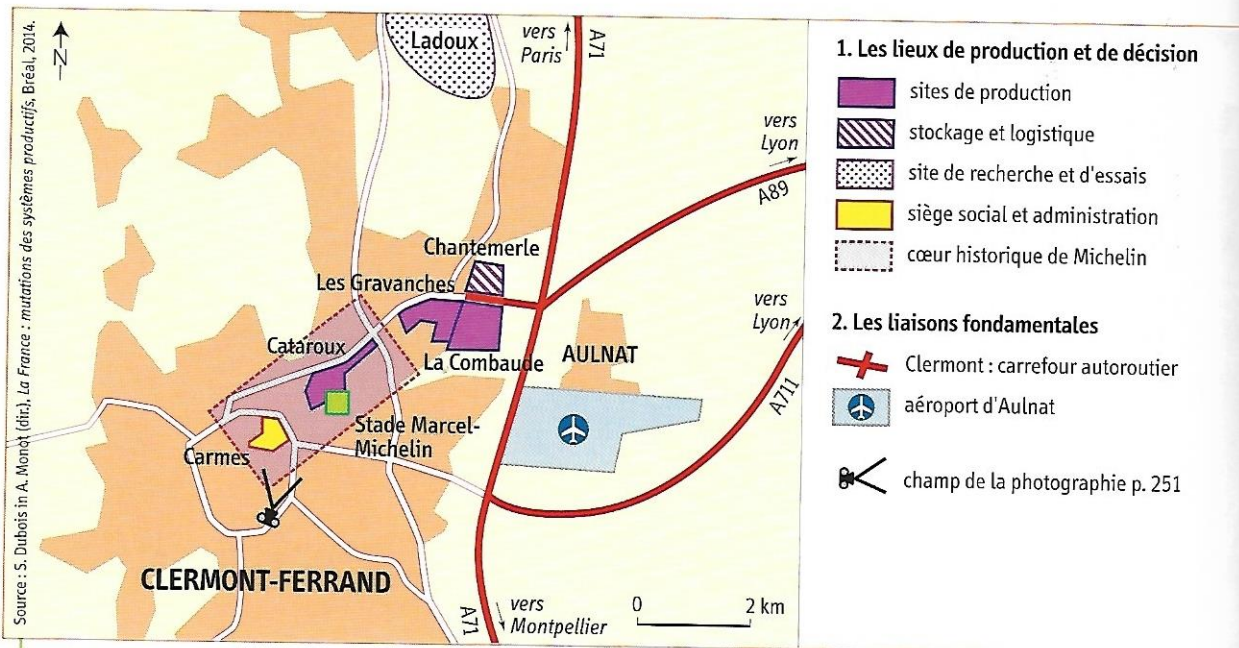 Source : S. Dubois in A. Monot (dir.), La France : mutations des systèmes productifs, Bréal, 2014.
N
vers
Paris
A71
Ladoux
vers
Lyon
A89
Chantemerle
Les Gravanches
Cataroux
La Combaude
AULNAT
vers
Lyon
A711
Stade Marcel-
Michelin
Carmes
CLERMONT-FERRAND
A71
vers
Montpellier
0 2 km
1. Les lieux de production et de décision
sites de production
stockage et logistique
site de recherche et d'essais
siège social et administration
cœur historique de Michelin
2. Les liaisons fondamentales
Clermont : carrefour autoroutier
aéroport d'Aulnat
champ de la photographie p. 251